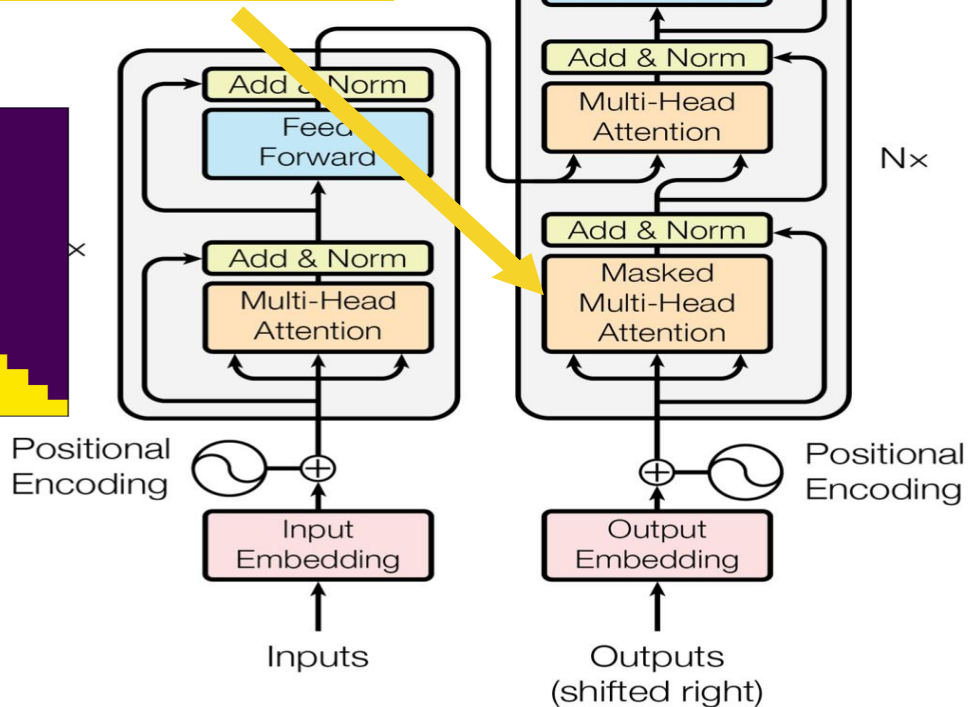 Add & Norm
Feed
Forward
×
Add & Norm
Multi-Head
Attention
Positional
Encoding
Input
Embedding
Inputs
Add & Norm
Multi-Head
Attention
N×
Add & Norm
Masked
Multi-Head
Attention
Positional
Encoding
Output
Embedding
Outputs
(shifted right)